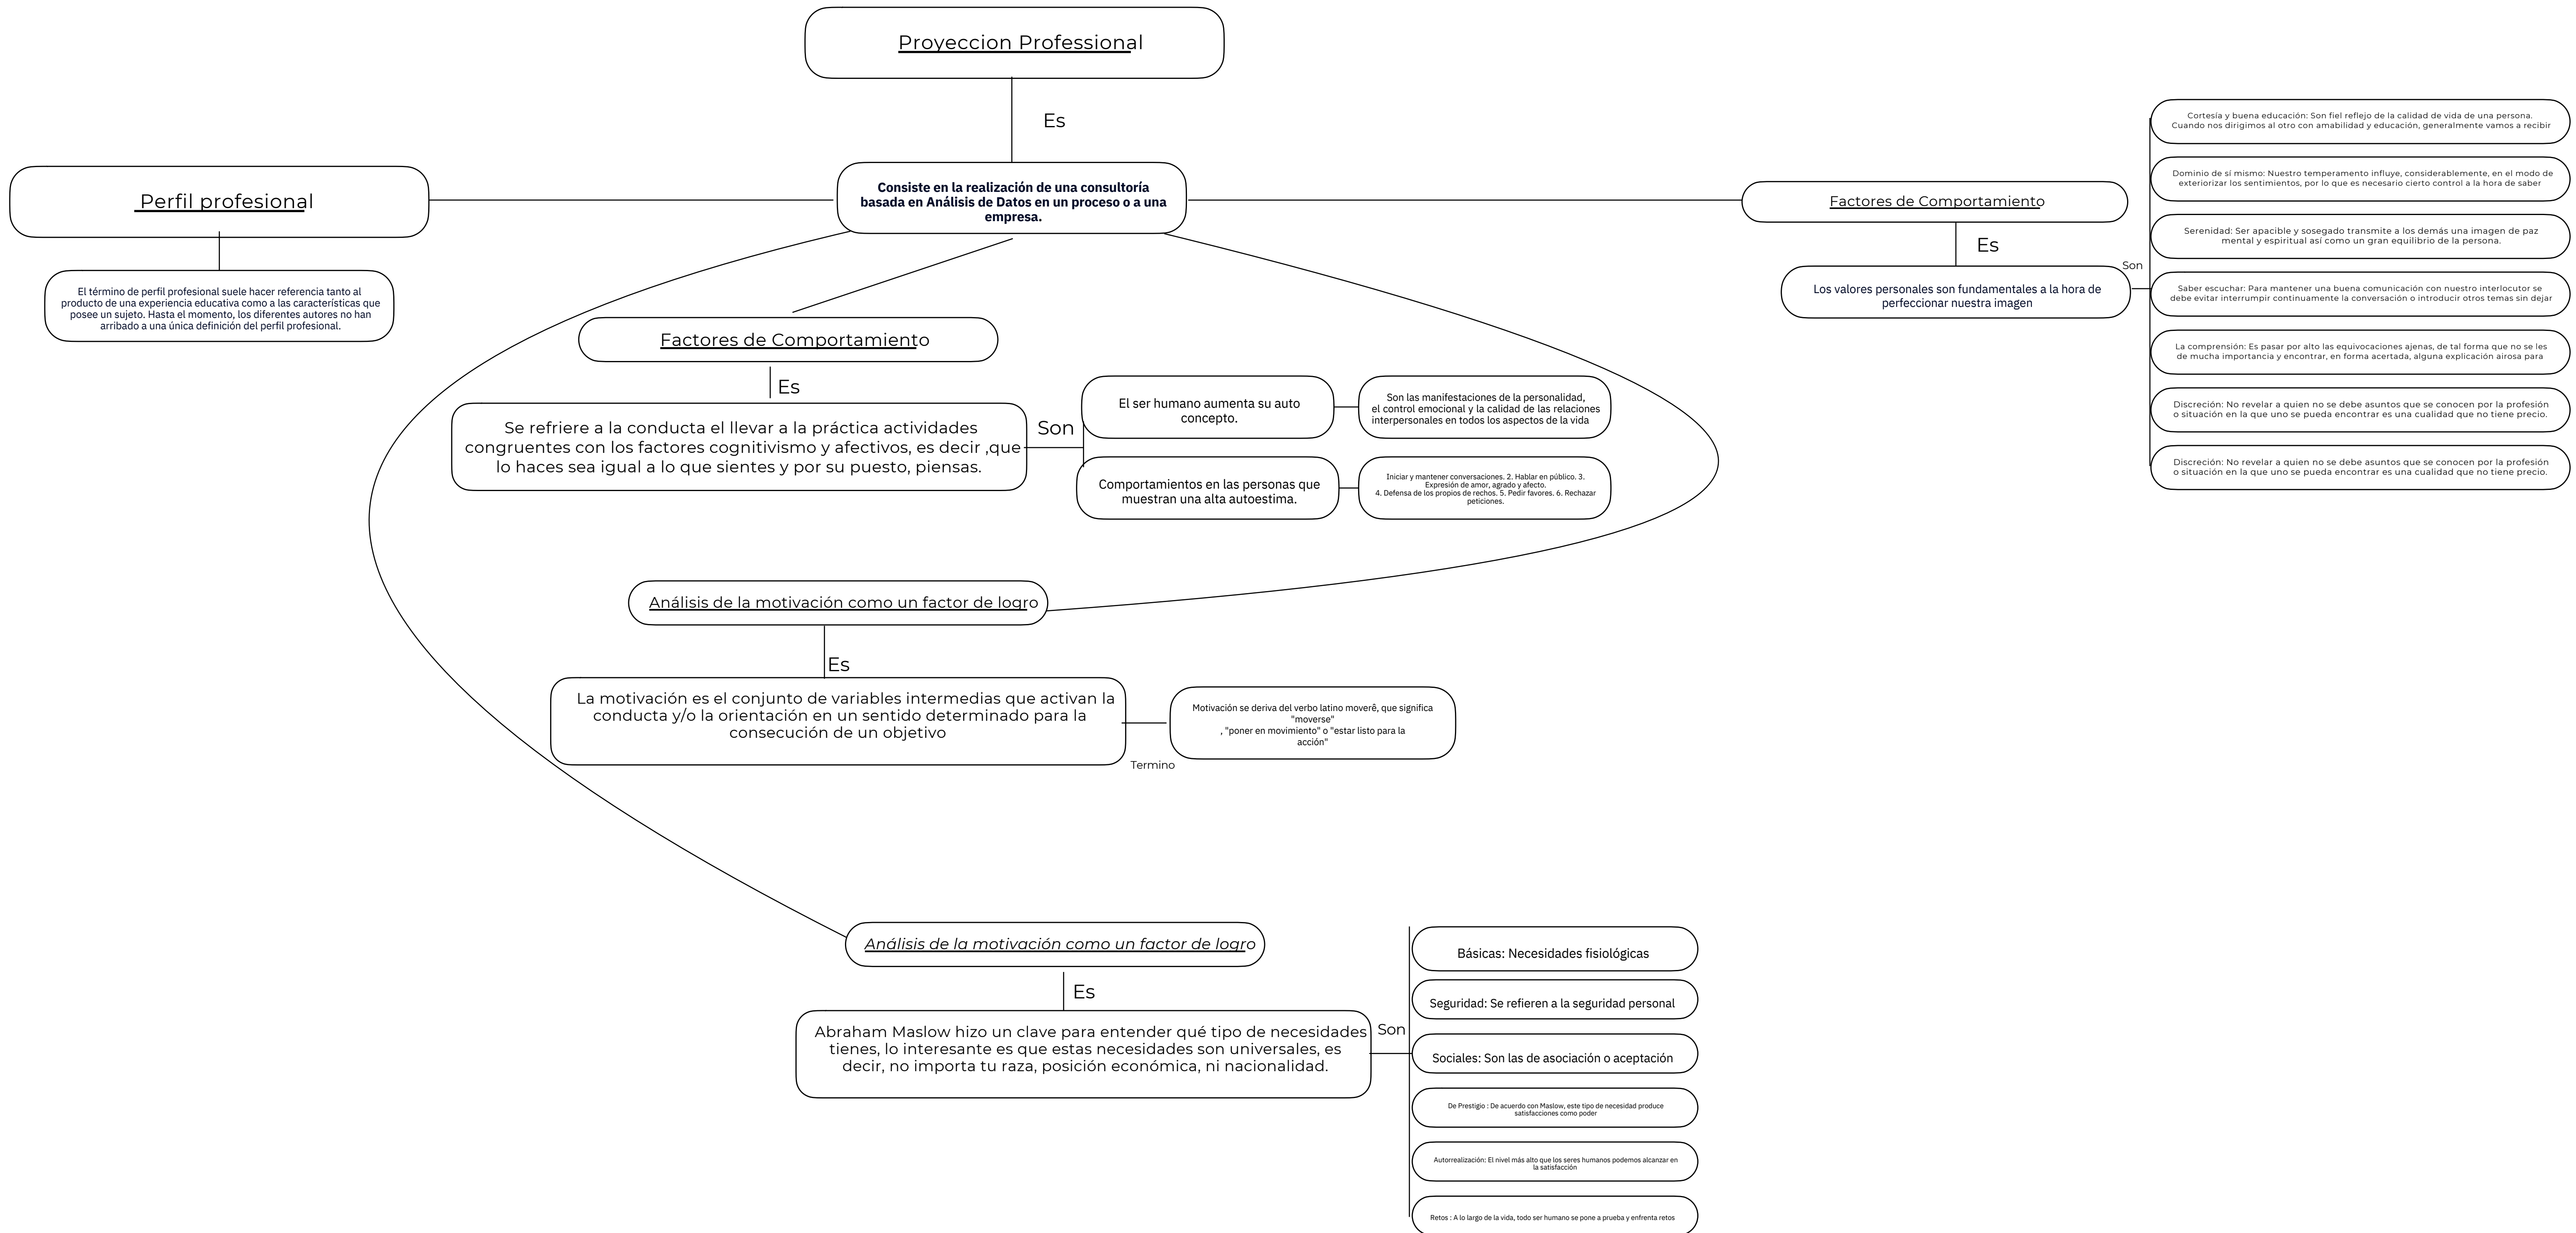 Proyeccion Professional
Es
Consiste en la realización de una consultoría
basada en Análisis de Datos en un proceso o a una
empresa.
Perfil profesional
El término de perfil profesional suele hacer referencia tanto al
producto de una experiencia educativa como a las características que
posee un sujeto. Hasta el momento, los diferentes autores no han
arribado a una única definición del perfil profesional.
Factores de Comportamiento
Es
Los valores personales son fundamentales a la hora de
perfeccionar nuestra imagen
Son
Cortesía y buena educación: Son fiel reflejo de la calidad de vida de una persona.
Cuando nos dirigimos al otro con amabilidad y educación, generalmente vamos a recibir
Dominio de sí mismo: Nuestro temperamento influye, considerablemente, en el modo de
exteriorizar los sentimientos, por lo que es necesario cierto control a la hora de saber
Serenidad: Ser apacible y sosegado transmite a los demás una imagen de paz
mental y espiritual así como un gran equilibrio de la persona.
Saber escuchar: Para mantener una buena comunicación con nuestro interlocutor se
debe evitar interrumpir continuamente la conversación o introducir otros temas sin dejar
La comprensión: Es pasar por alto las equivocaciones ajenas, de tal forma que no se les
de mucha importancia y encontrar, en forma acertada, alguna explicación airosa para
Discreción: No revelar a quien no se debe asuntos que se conocen por la profesión
o situación en la que uno se pueda encontrar es una cualidad que no tiene precio.
Discreción: No revelar a quien no se debe asuntos que se conocen por la profesión
o situación en la que uno se pueda encontrar es una cualidad que no tiene precio.
Factores de Comportamiento
Es
Se refriere a la conducta el llevar a la práctica actividades
congruentes con los factores cognitivismo y afectivos, es decir ,que
lo haces sea igual a lo que sientes y por su puesto, piensas.
Son
El ser humano aumenta su auto
concepto.
Son las manifestaciones de la personalidad,
el control emocional y la calidad de las relaciones
interpersonales en todos los aspectos de la vida
Comportamientos en las personas que
muestran una alta autoestima.
Iniciar y mantener conversaciones. 2. Hablar en público. 3.
Expresión de amor, agrado y afecto.
4. Defensa de los propios de rechos. 5. Pedir favores. 6. Rechazar
peticiones.
Análisis de la motivación como un factor de logro
Es
La motivación es el conjunto de variables intermedias que activan la
conducta y/o la orientación en un sentido determinado para la
consecución de un objetivo
Termino
Motivación se deriva del verbo latino moverê, que significa
"moverse"
, "poner en movimiento" o "estar listo para la
acción"
Análisis de la motivación como un factor de logro
Es
Abraham Maslow hizo un clave para entender qué tipo de necesidades
tienes, lo interesante es que estas necesidades son universales, es
decir, no importa tu raza, posición económica, ni nacionalidad.
Son
Básicas: Necesidades fisiológicas
Seguridad: Se refieren a la seguridad personal
Sociales: Son las de asociación o aceptación
De Prestigio : De acuerdo con Maslow, este tipo de necesidad produce
satisfacciones como poder
Autorrealización: El nivel más alto que los seres humanos podemos alcanzar en
la satisfacción
Retos : A lo largo de la vida, todo ser humano se pone a prueba y enfrenta retos